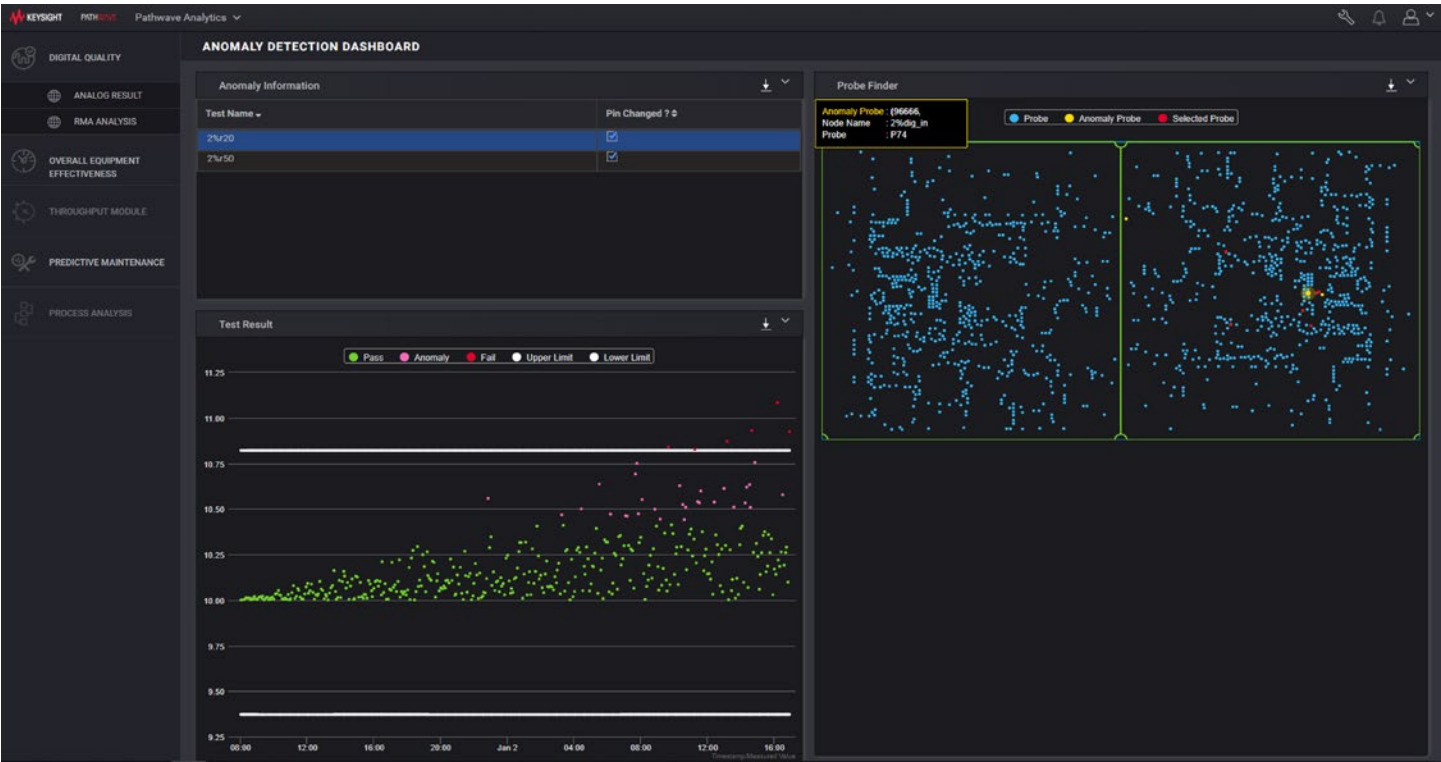 KEYSIGHT PATHWAVE Pathwave Analytics
DIGITAL QUALITY
ANALOG RESULT
RMA ANALYSIS
OVERALL EQUIPMENT
EFFECTIVENESS
THROUGHPUT MODULE
PREDICTIVE MAINTENANCE
PROCESS ANALYSIS
ANOMALY DETECTION DASHBOARD
Anomaly Information
Test Name Pin Changed ?
2%r20
2%r50
Test Result
Pass Anomaly Fail Upper Limit Lower Limit
11.25
11.00
10.75
10.50
10.25
10.00
9.75
9.50
9.25
08:00 12:00 16:00 20:00 Jan 2 04:00 08:00 12:00 16:00
Timestamp/Measured Value
Probe Finder
Anomaly Probe : (96666,
Node Name : 2%dig_in
Probe : P74
Probe Anomaly Probe Selected Probe